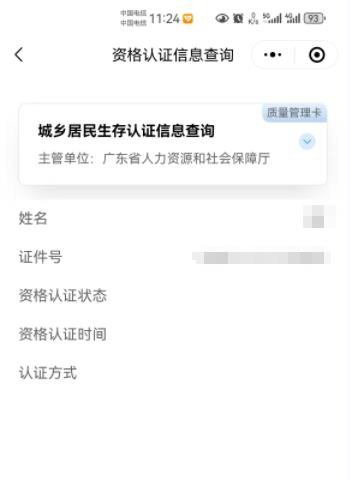 中国电信
中国电信 11:24 5G 4G 93
资格认证信息查询
质量管理卡
城乡居民生存认证信息查询
主管单位：广东省人力资源和社会保障厅
姓名
证件号
资格认证状态
资格认证时间
认证方式